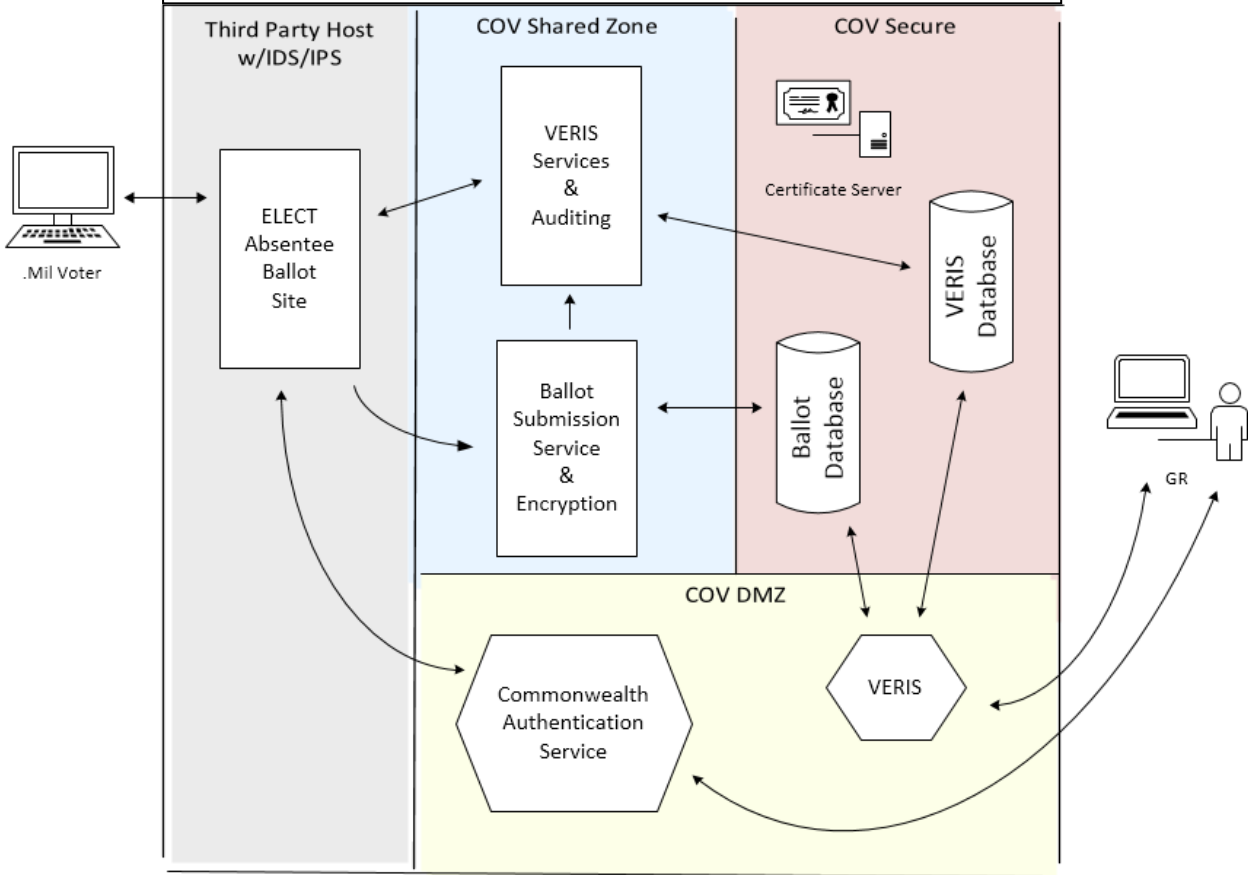 Third Party Host
w/IDS/IPS
COV Shared Zone
COV Secure
.Mil Voter
ELECT
Absentee
Ballot
Site
VERIS
Services
&
Auditing
Ballot
Submission
Service
&
Encryption
Certificate Server
VERIS
Database
Ballot
Database
GR
COV DMZ
Commonwealth
Authentication
Service
VERIS